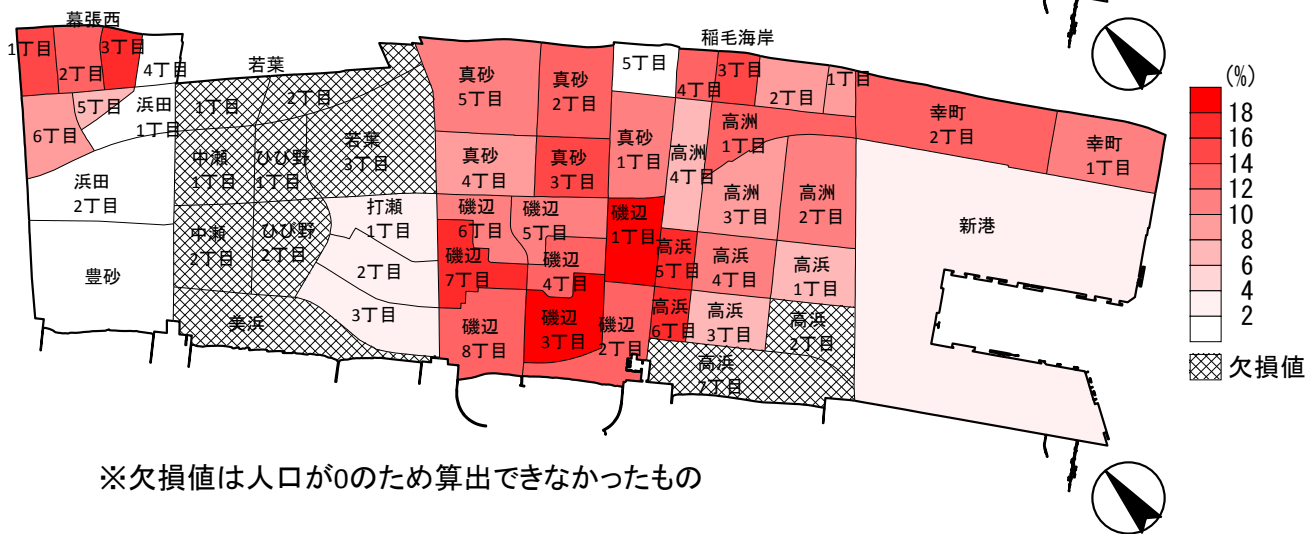 幕張西
1丁目
2丁目
3丁目
4丁目
5丁目
6丁目
浜田
1丁目
浜田
2丁目
豊砂
若葉
1丁目
2丁目
若葉
3丁目
中瀬
1丁目
ひび野
1丁目
中瀬
2丁目
ひび野
2丁目
美浜
打瀬
1丁目
2丁目
3丁目
真砂
5丁目
真砂
2丁目
真砂
4丁目
真砂
3丁目
真砂
1丁目
磯辺
6丁目
磯辺
5丁目
磯辺
1丁目
磯辺
7丁目
磯辺
4丁目
磯辺
8丁目
磯辺
3丁目
磯辺
2丁目
稲毛海岸
5丁目
4丁目
3丁目
2丁目
1丁目
高洲
1丁目
高洲
4丁目
高洲
3丁目
高洲
2丁目
高浜
5丁目
高浜
4丁目
高浜
1丁目
高浜
6丁目
高浜
3丁目
高浜
2丁目
高浜
7丁目
幸町
2丁目
幸町
1丁目
新港
(%)
18
16
14
12
10
8
6
4
2
欠損値
※欠損値は人口が0のため算出できなかったもの